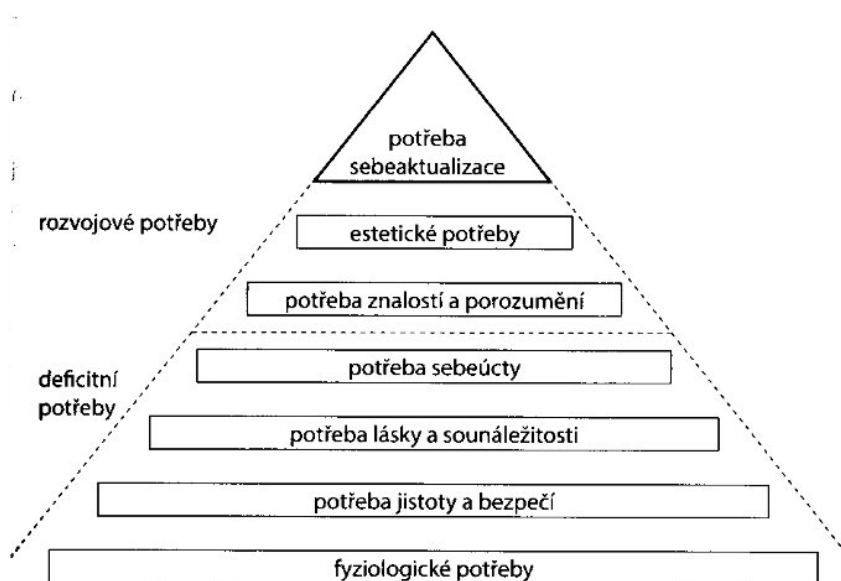 potřeba
sebeaktualizace
rozvojové potřeby
estetické potřeby
potřeba znalostí a porozumění
potřeba sebeúcty
deficitní
potřeby
potřeba lásky a sounáležitosti
potřeba jistoty a bezpečí
fyziologické potřeby